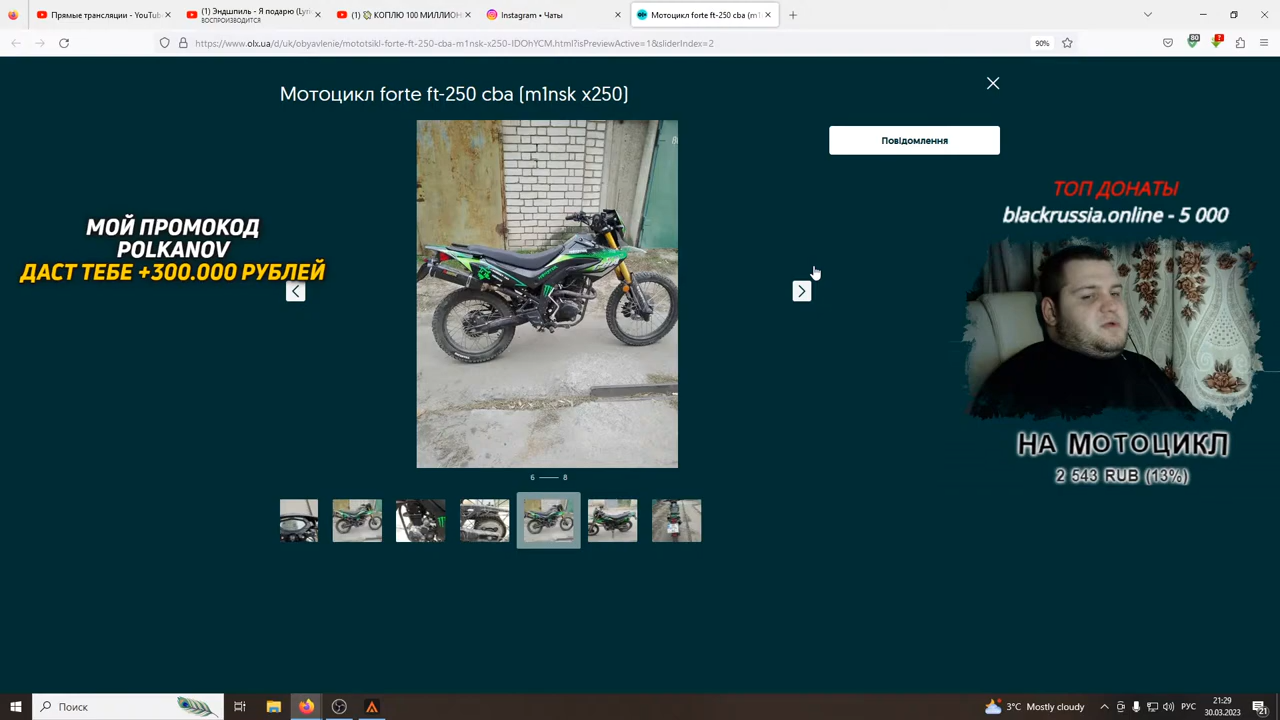 Прямые трансляции - YouTub
(1) Эндшпиль - Я подарю (Lyri
ВОСПРОИЗВОДИТСЯ
КОПЛЮ 100 МИЛЛИОН
Instagram • Чаты
Мотоцикл forte ft-250 cba (m1
https://www.olx.ua/d/uk/obyavlenie/mototsikl-forte-ft-250-cba-m1nsk-x250-IDOhYCM.html?isPreviewActive=1&sliderIndex=2
90%
80
?
Мотоцикл forte ft-250 cba (m1nsk x250)
Повідомлення
ТОП ДОНАТЫ
blackrussia.online - 5 000
МОЙ ПРОМОКОД
POLKANOV
ДАСТ ТЕБЕ +300.000 РУБЛЕЙ
НА МОТОЦИКЛ
2 543 RUB (13%)
6
8
Поиск
3°C Mostly cloudy
РУС
21:29
30.03.2023